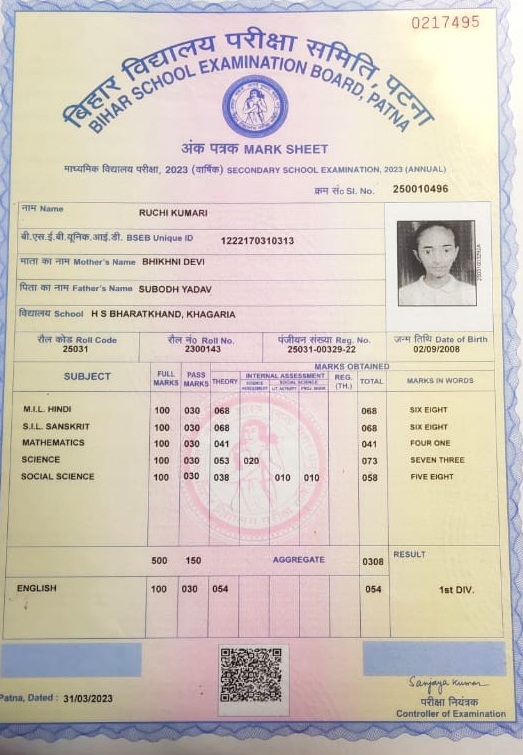 0217495
बिहार विद्यालय परीक्षा समिति, पटना
BIHAR SCHOOL EXAMINATION BOARD, PATNA
अंक पत्रक MARK SHEET
माध्यमिक विद्यालय परीक्षा, 2023 (वार्षिक) SECONDARY SCHOOL EXAMINATION, 2023 (ANNUAL)
क्रम सं० Sl. No. 250010496
नाम Name RUCHI KUMARI
बी.एस.ई.बी.यूनिक.आई.डी. BSEB Unique ID 1222170310313
माता का नाम Mother's Name BHIKHNI DEVI
पिता का नाम Father's Name SUBODH YADAV
विद्यालय School H S BHARATKHAND, KHAGARIA
रौल कोड Roll Code रौल नं० Roll No. पंजीयन संख्या Reg. No. जन्म तिथि Date of Birth
25031 2300143 25031-00329-22 02/09/2008
MARKS OBTAINED
SUBJECT FULL MARKS PASS MARKS THEORY INTERNAL ASSESSMENT REG. (TH.) TOTAL MARKS IN WORDS
SCIENCE ASSESSMENT SOCIAL SCIENCE LIT. ACTIVITY PROJ. WORK
M.I.L. HINDI 100 030 068 068 SIX EIGHT
S.I.L. SANSKRIT 100 030 068 068 SIX EIGHT
MATHEMATICS 100 030 041 041 FOUR ONE
SCIENCE 100 030 053 020 073 SEVEN THREE
SOCIAL SCIENCE 100 030 038 010 010 058 FIVE EIGHT
500 150 AGGREGATE 0308 RESULT
ENGLISH 100 030 054 054 1st DIV.
Sanjaya Kumar
Patna, Dated : 31/03/2023
परीक्षा नियंत्रक
Controller of Examination